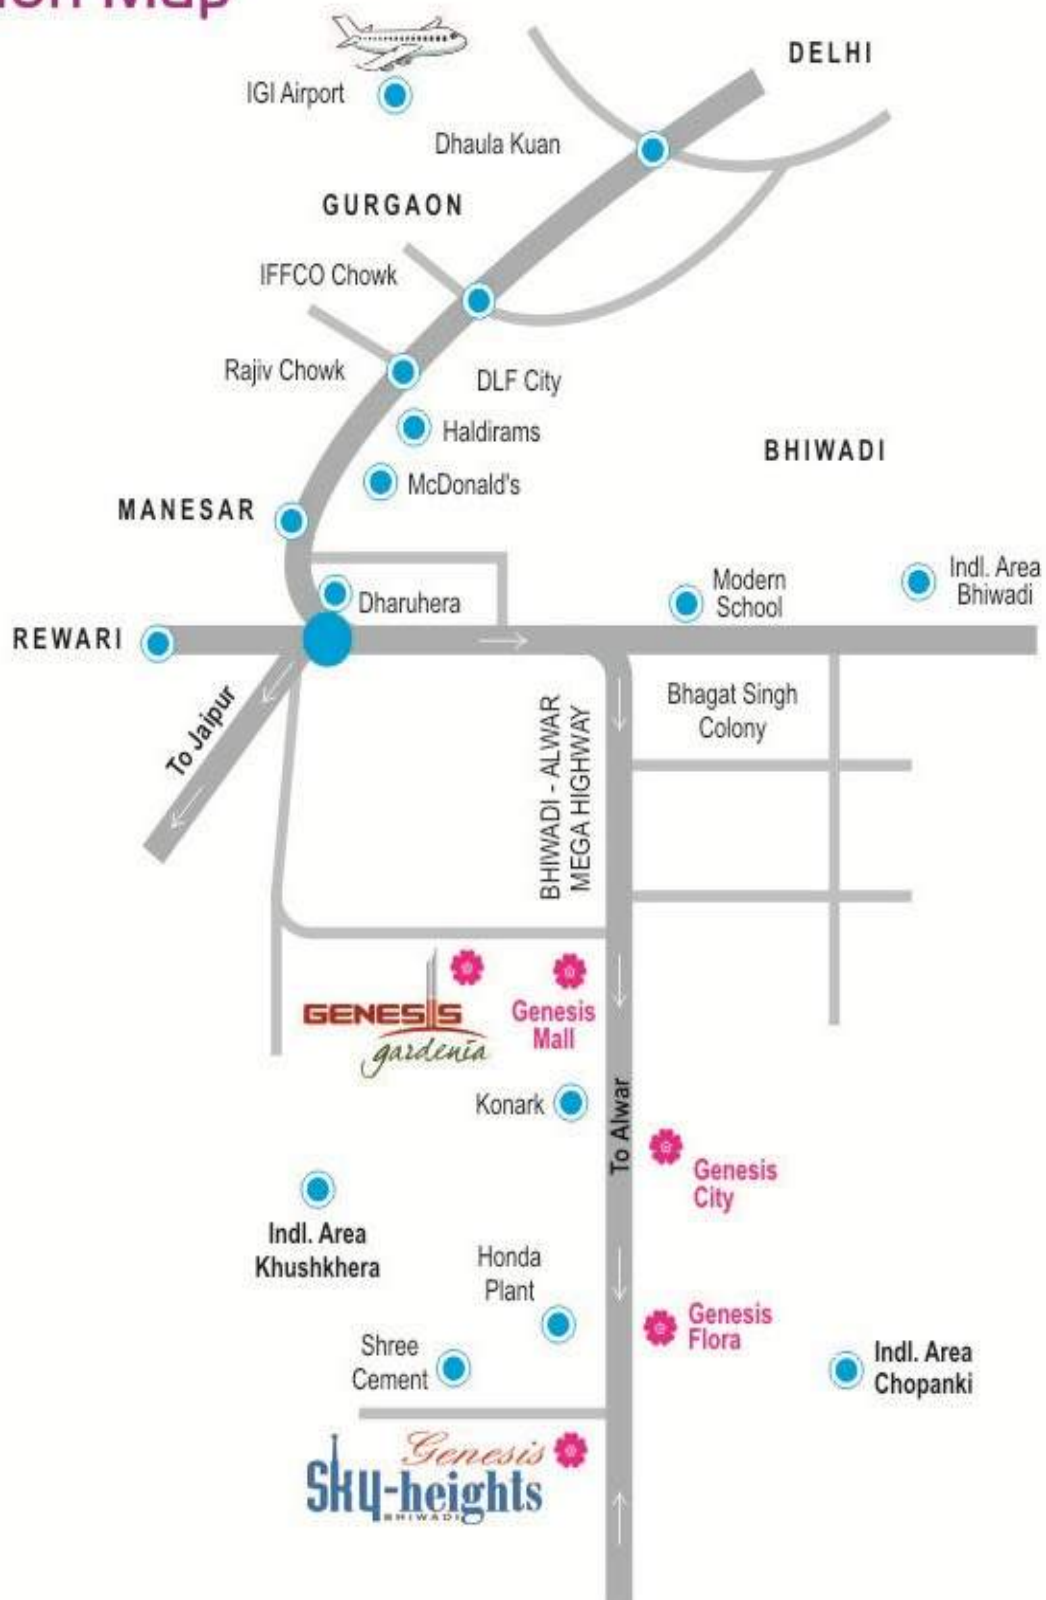 Map
DELHI
IGI Airport
Dhaula Kuan
GURGAON
IFFCO Chowk
Rajiv Chowk
DLF City
Haldirams
BHIWADI
McDonald's
MANESAR
Indl. Area
Bhiwadi
Modern
School
Dharuhera
REWARI
To Jaipur
Bhagat Singh
Colony
BHIWADI - ALWAR
MEGA HIGHWAY
GENESIS
gardenia
Genesis
Mall
Konark
To Alwar
Genesis
City
Indl. Area
Khushkhera
Honda
Plant
Genesis
Flora
Shree
Cement
Indl. Area
Chopanki
Genesis
Sky-heights
BHIWADI